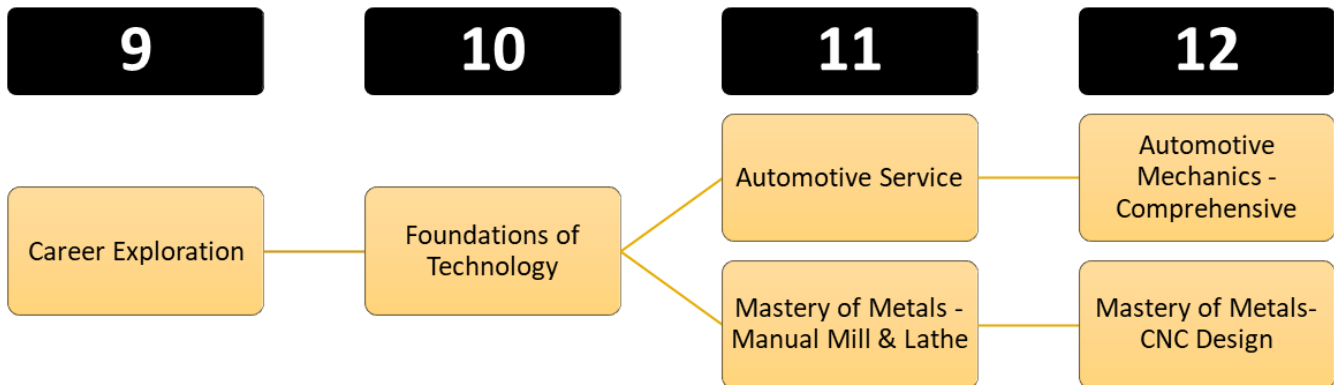 9
10
11
12
Career Exploration
Foundations of
Technology
Automotive Service
Automotive
Mechanics -
Comprehensive
Mastery of Metals -
Manual Mill & Lathe
Mastery of Metals-
CNC Design